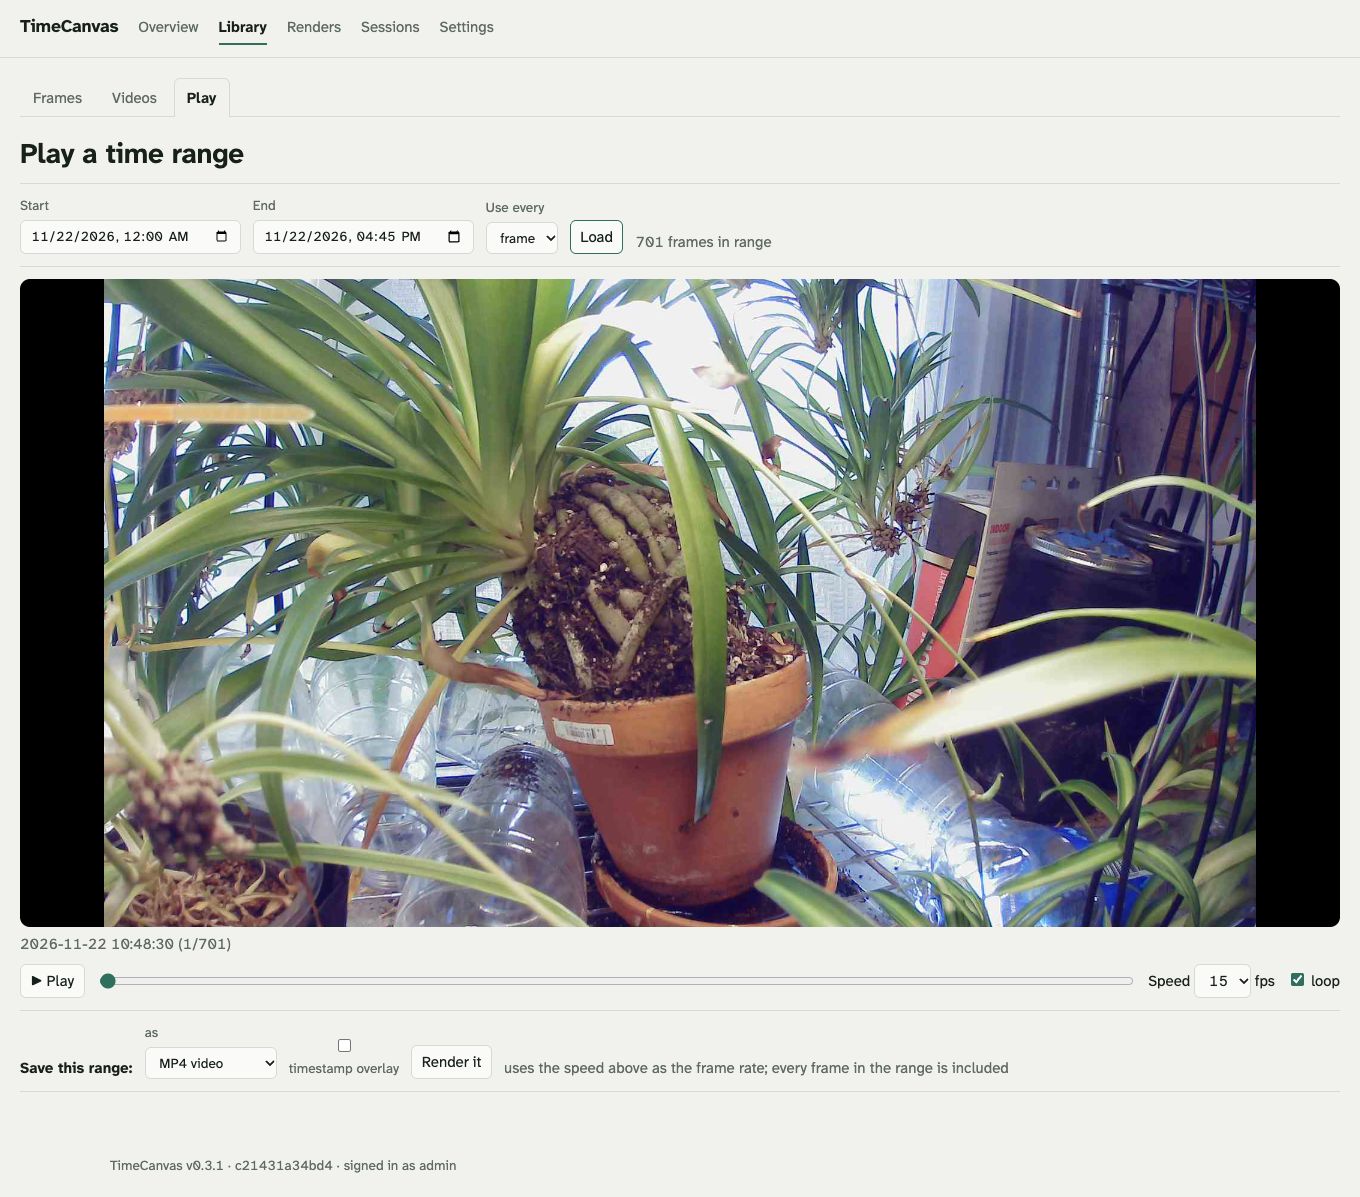 TimeCanvas Overview Library Renders Sessions Settings
Frames Videos Play
Play a time range
Start End Use every
11/22/2026, 12:00 AM 11/22/2026, 04:45 PM frame Load 701 frames in range
INDOOR
2026-11-22 10:48:30 (1/701)
▶ Play Speed 15 fps loop
as
Save this range: MP4 video timestamp overlay Render it uses the speed above as the frame rate; every frame in the range is included
TimeCanvas v0.3.1 · c21431a34bd4 · signed in as admin